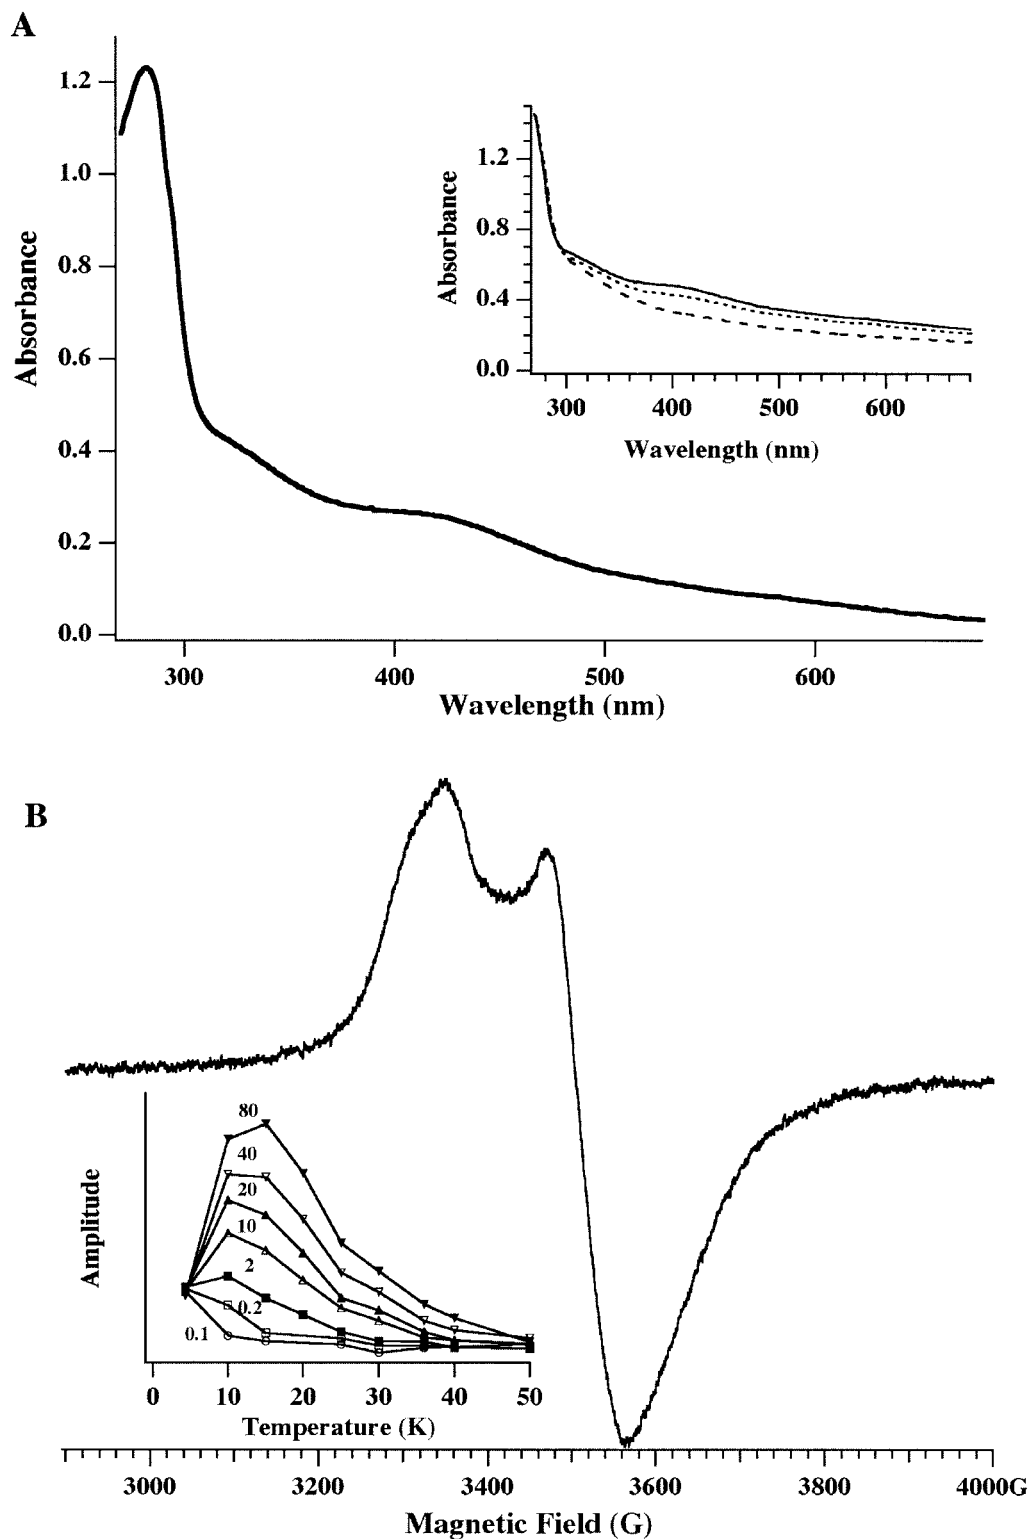 A
1.2
1.0
0.8
0.6
0.4
0.2
0.0
Absorbance
300 400 500 600
Wavelength (nm)
1.2
0.8
0.4
0.0
Absorbance
300 400 500 600
Wavelength (nm)
B
80
40
20
10
2
0.2
0.1
Amplitude
0 10 20 30 40 50
Temperature (K)
3000 3200 3400 3600 3800 4000G
Magnetic Field (G)